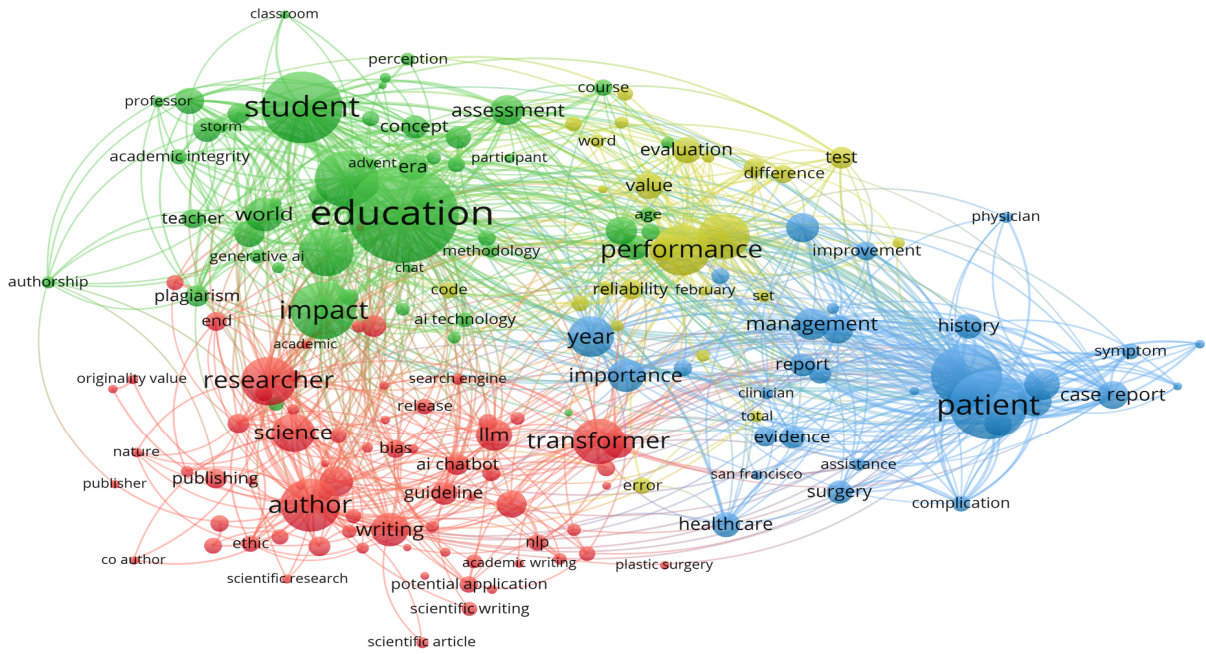 classroom
perception
professor
student
course
assessment
storm
concept
word
academic integrity
advent
era
participant
evaluation
test
difference
value
education
teacher
world
age
physician
generative ai
methodology
performance
improvement
chat
authorship
plagiarism
code
reliability
february
set
impact
ai technology
end
year
management
history
academic
symptom
researcher
search engine
importance
report
originality value
clinician
case report
release
patient
total
science
llm
transformer
evidence
nature
bias
ai chatbot
san francisco
assistance
publisher
publishing
guideline
error
surgery
author
complication
writing
healthcare
ethic
nlp
co author
academic writing
plastic surgery
scientific research
potential application
scientific writing
scientific article